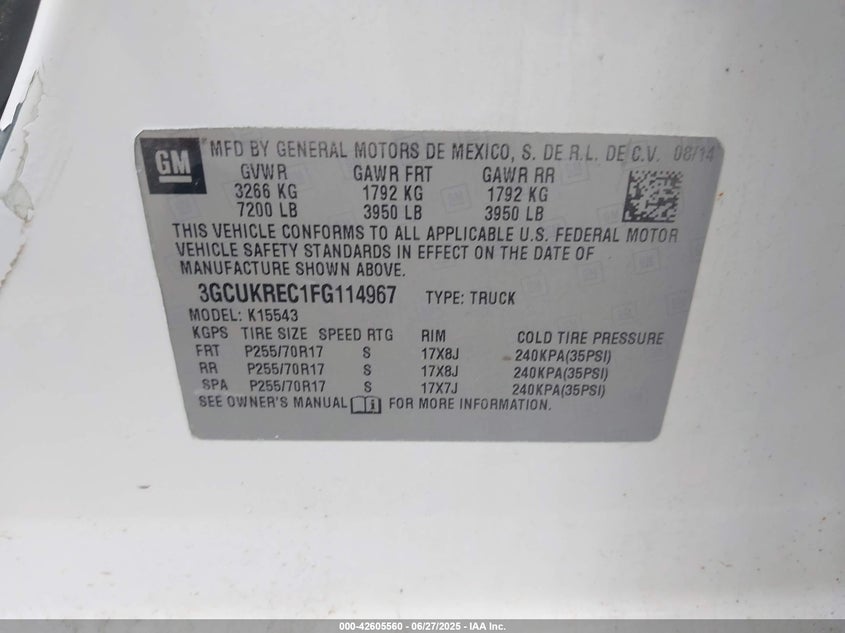 GM MFD BY GENERAL MOTORS DE MEXICO, S. DE R.L. DE C.V. 08/14
GVWR GAWR FRT GAWR RR
3266 KG 1792 KG 1792 KG
7200 LB 3950 LB 3950 LB
THIS VEHICLE CONFORMS TO ALL APPLICABLE U.S. FEDERAL MOTOR
VEHICLE SAFETY STANDARDS IN EFFECT ON THE DATE OF
MANUFACTURE SHOWN ABOVE.
3GCUKREC1FG114967 TYPE: TRUCK
MODEL: K15543
KGPS TIRE SIZE SPEED RTG RIM COLD TIRE PRESSURE
FRT P255/70R17 S 17X8J 240KPA(35PSI)
RR P255/70R17 S 17X8J 240KPA(35PSI)
SPA P255/70R17 S 17X7J 240KPA(35PSI)
SEE OWNER'S MANUAL FOR MORE INFORMATION.
000-42605560 - 06/27/2025 - IAA Inc.